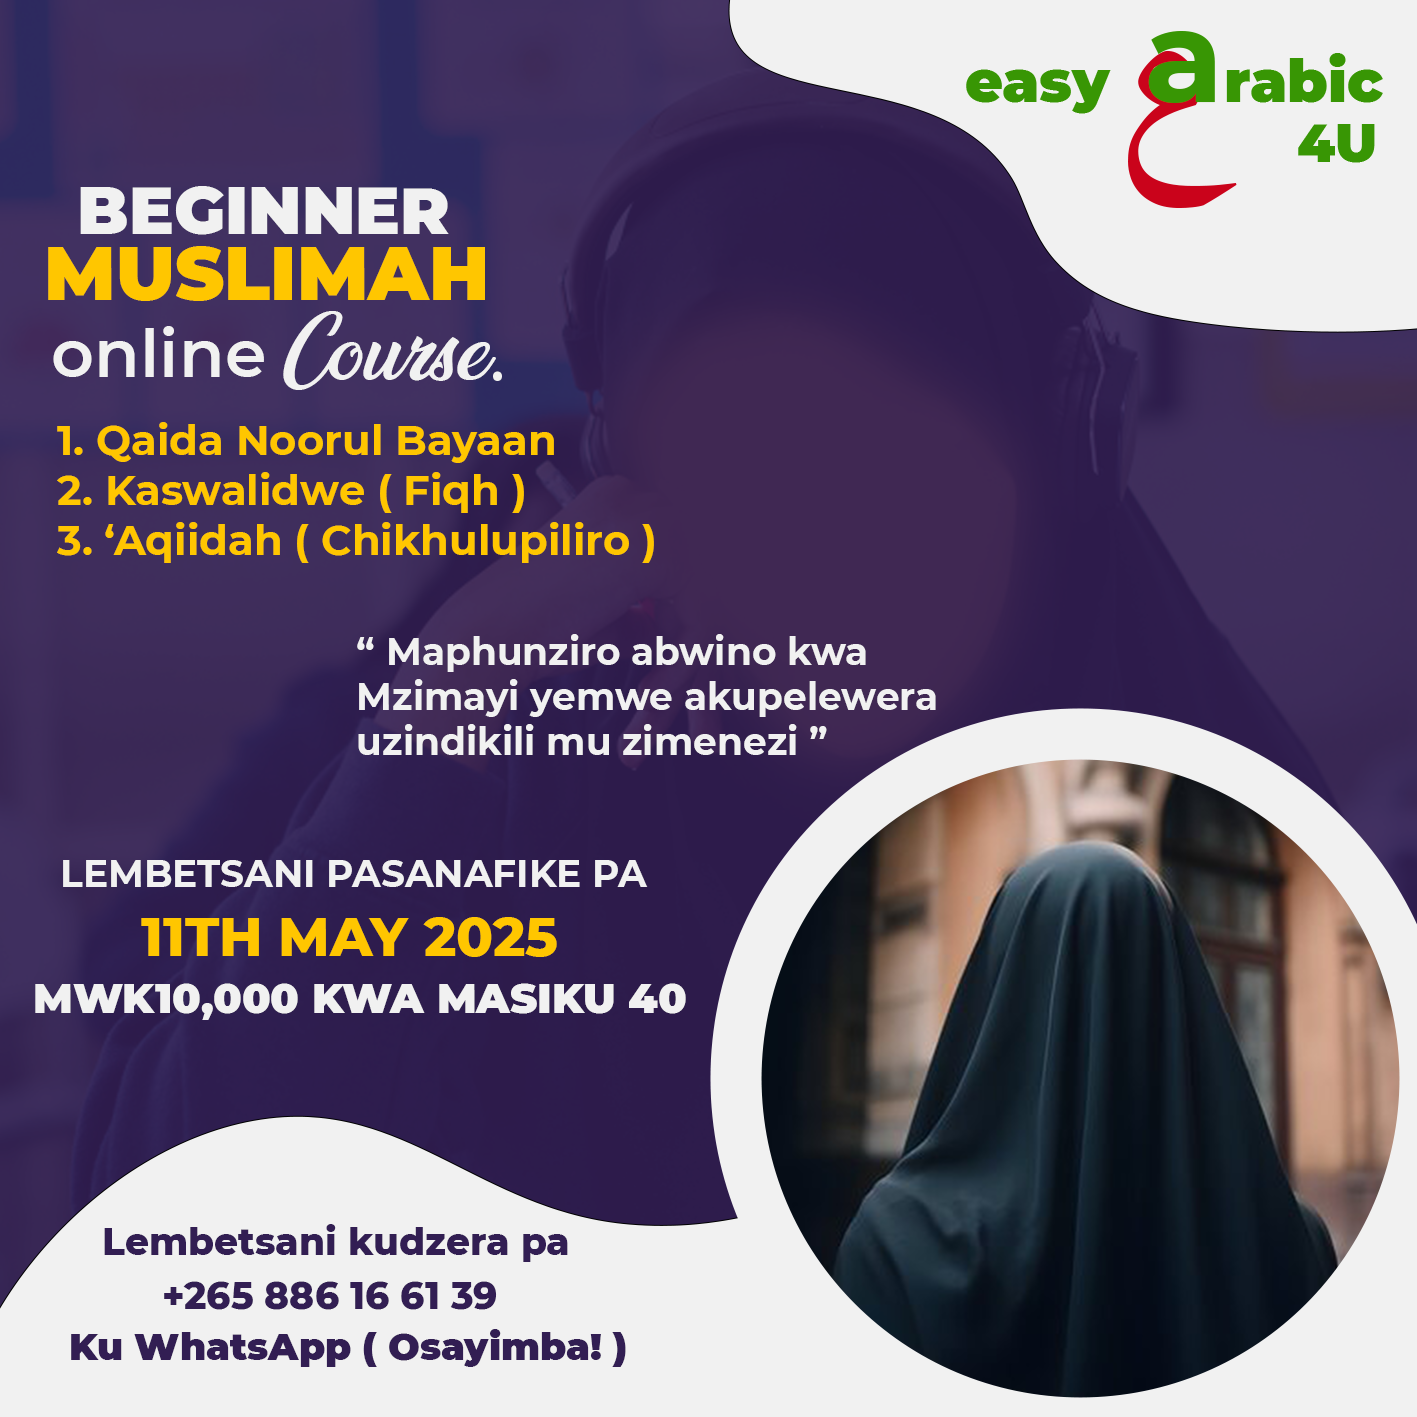 easy arabic
4U
BEGINNER
MUSLIMAH
online Course.
1. Qaida Noorul Bayaan
2. Kaswalidwe ( Fiqh )
3. ‘Aqiidah ( Chikhulupiliro )
“ Maphunziro abwino kwa
Mzimayi yemwe akupelewera
uzindikili mu zimenezi ”
LEMBETSANI PASANAFIKE PA
11TH MAY 2025
MWK10,000 KWA MASIKU 40
Lembetsani kudzera pa
+265 886 16 61 39
Ku WhatsApp ( Osayimba! )